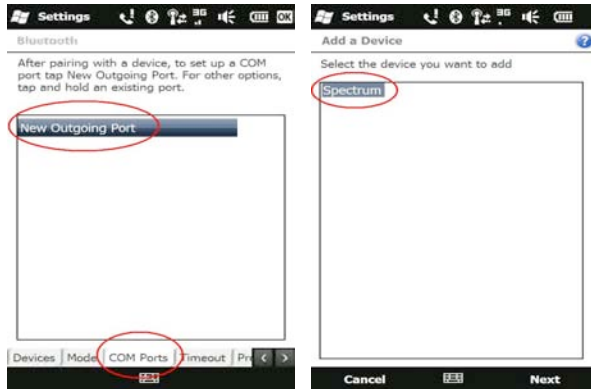 Settings
3G
OK
Bluetooth
After pairing with a device, to set up a COM
port tap New Outgoing Port. For other options,
tap and hold an existing port.
New Outgoing Port
Devices Mode COM Ports Timeout
Settings
3G
Add a Device
?
Select the device you want to add
Spectrum
Cancel Next